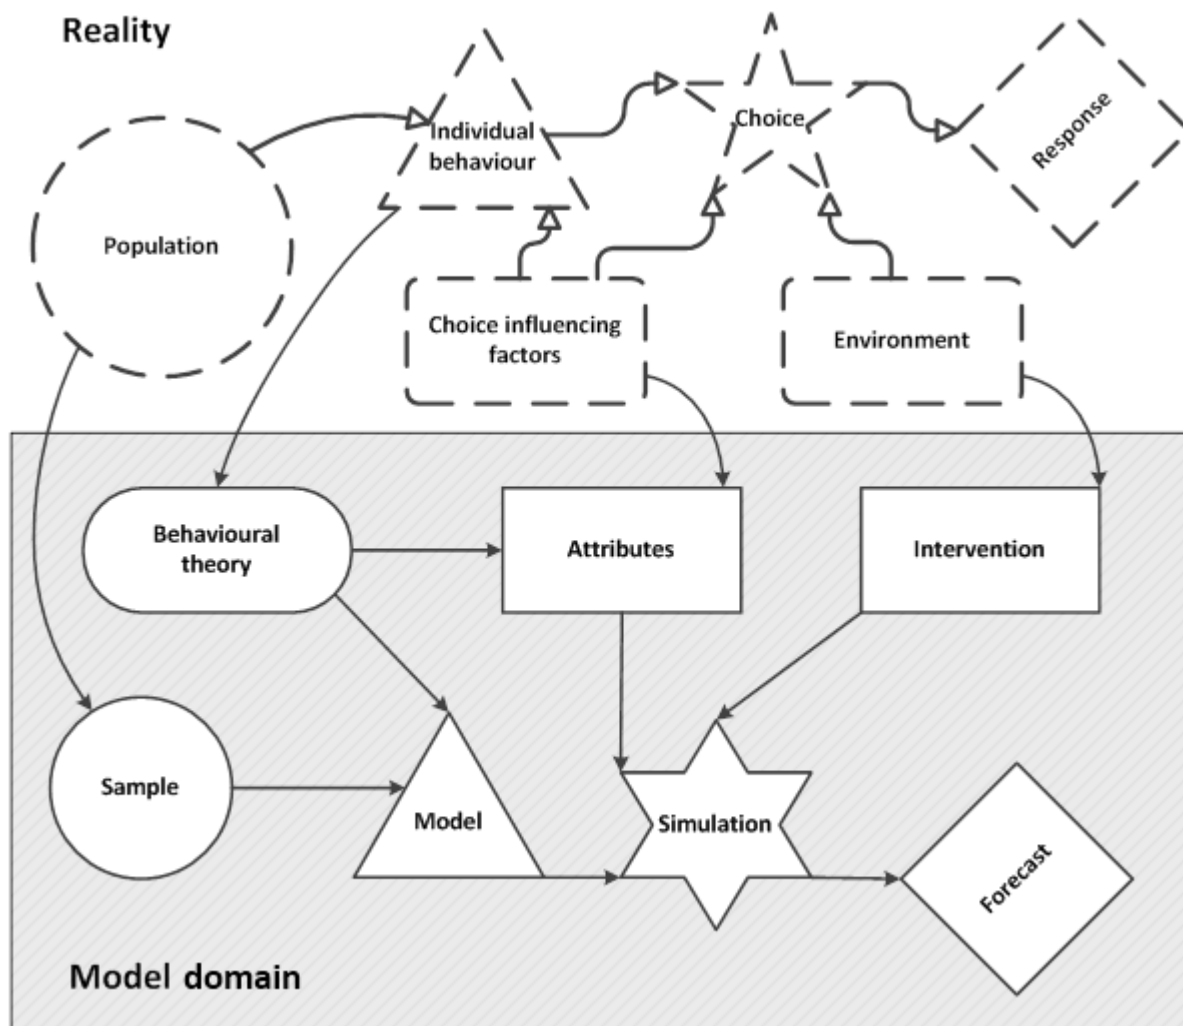 Reality
Individual
behaviour
Choice
Response
Population
Choice influencing
factors
Environment
Behavioural
theory
Attributes
Intervention
Sample
Model
Simulation
Forecast
Model domain